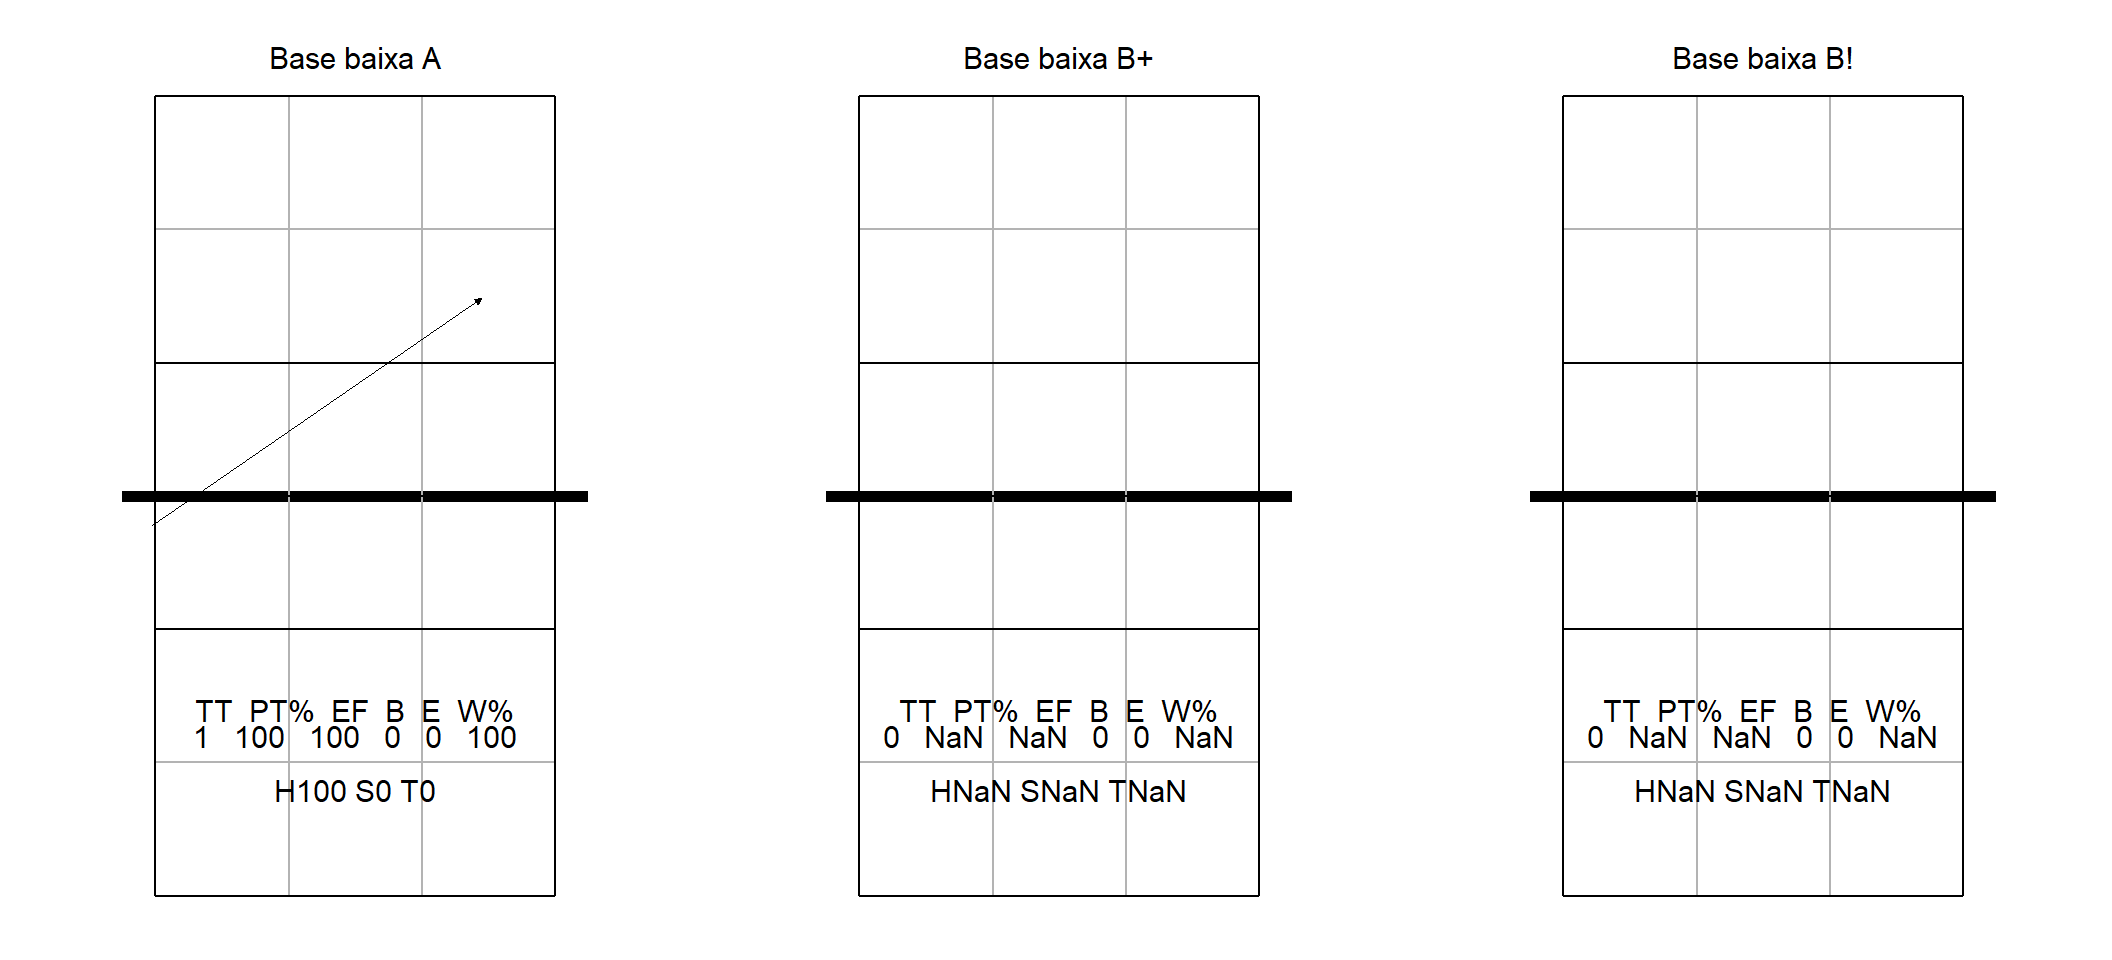 Base baixa A
TT PT% EF B E W%
1 100 100 0 0 100
H100 S0 T0
Base baixa B+
TT PT% EF B E W%
0 NaN NaN 0 0 NaN
HNaN SNaN TNaN
Base baixa B!
TT PT% EF B E W%
0 NaN NaN 0 0 NaN
HNaN SNaN TNaN